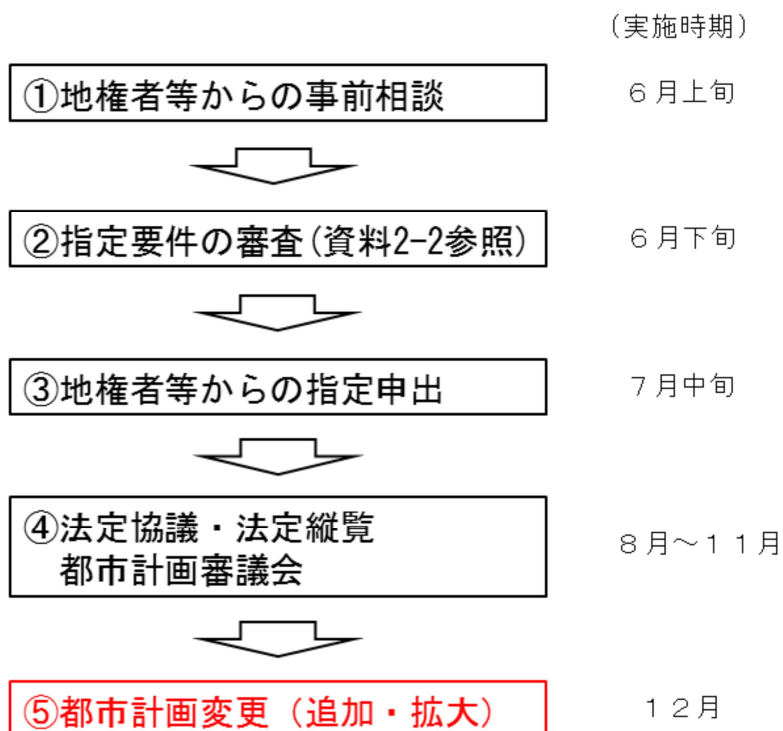 （実施時期）
①地権者等からの事前相談
６月上旬
②指定要件の審査(資料2-2参照)
６月下旬
③地権者等からの指定申出
７月中旬
④法定協議・法定縦覧
都市計画審議会
８月～１１月
⑤都市計画変更（追加・拡大）
１２月